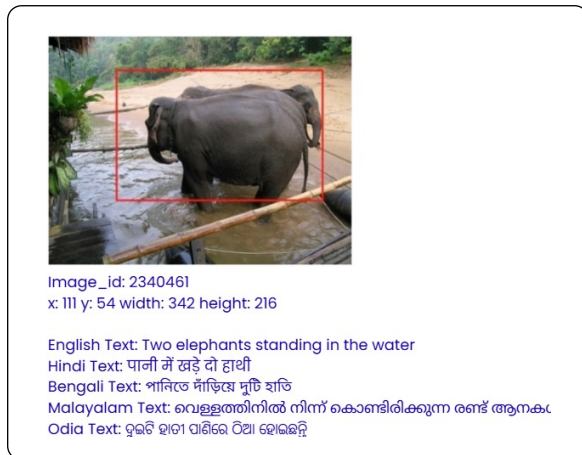 Image_id: 2340461
x: 111 y: 54 width: 342 height: 216
English Text: Two elephants standing in the water
Hindi Text: पानी में खड़े दो हाथी
Bengali Text: পানিতে দাঁড়িয়ে দুটি হাতি
Malayalam Text: വെള്ളത്തിനിൽ നിന്ന് കൊണ്ടിരിക്കുന്ന രണ്ട്
Odia Text: ଦୁଇଟି ହାତୀ ପାଣିରେ ଠିଆ ହୋଇଛନ୍ତି